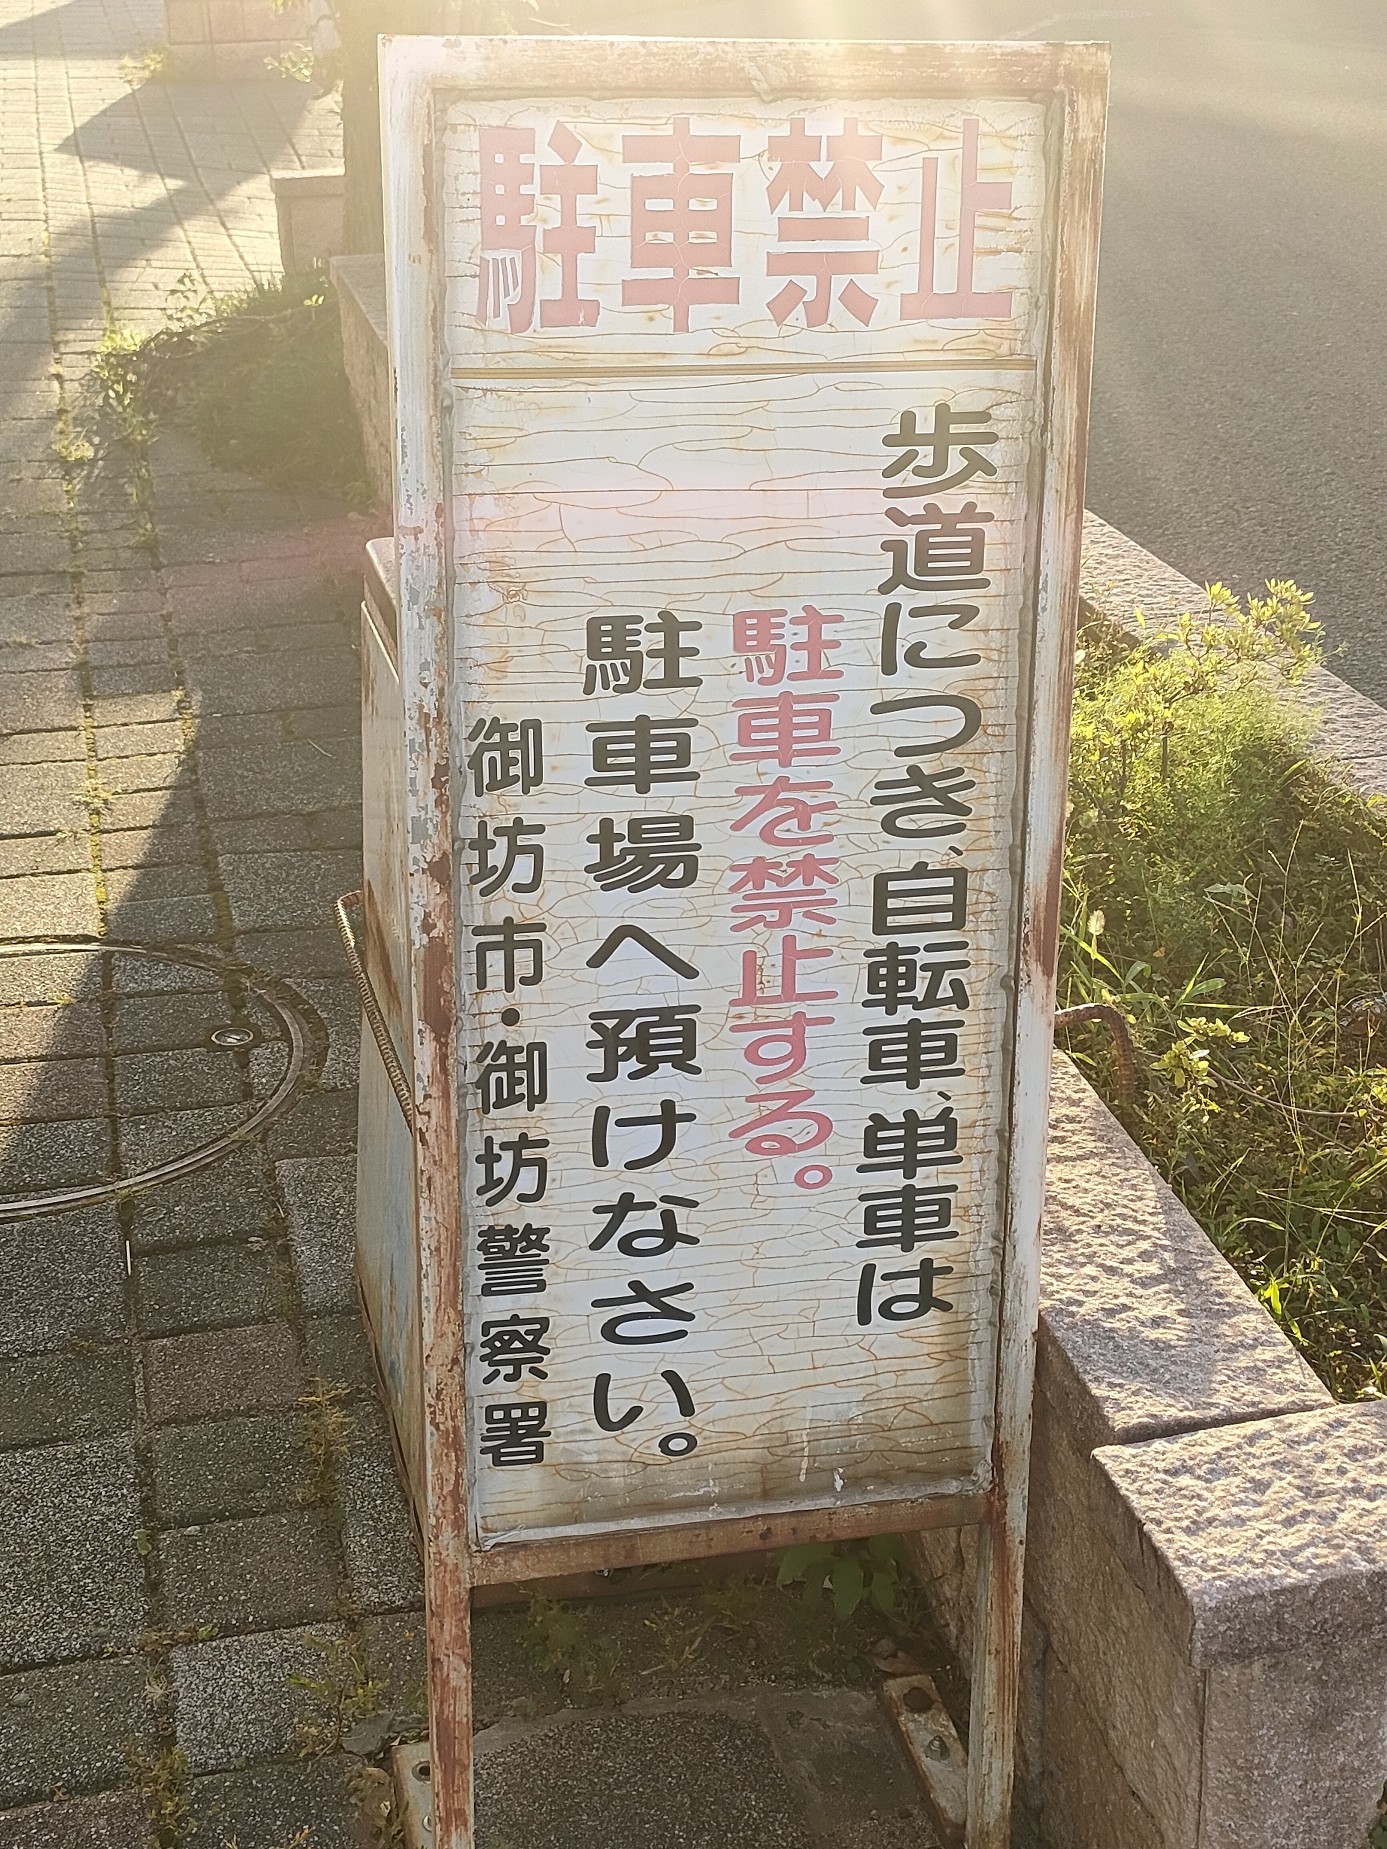 駐車禁止
歩道につき、自転車、単車は
駐車を禁止する。
駐車場へ預けなさい。
御坊市・御坊警察署